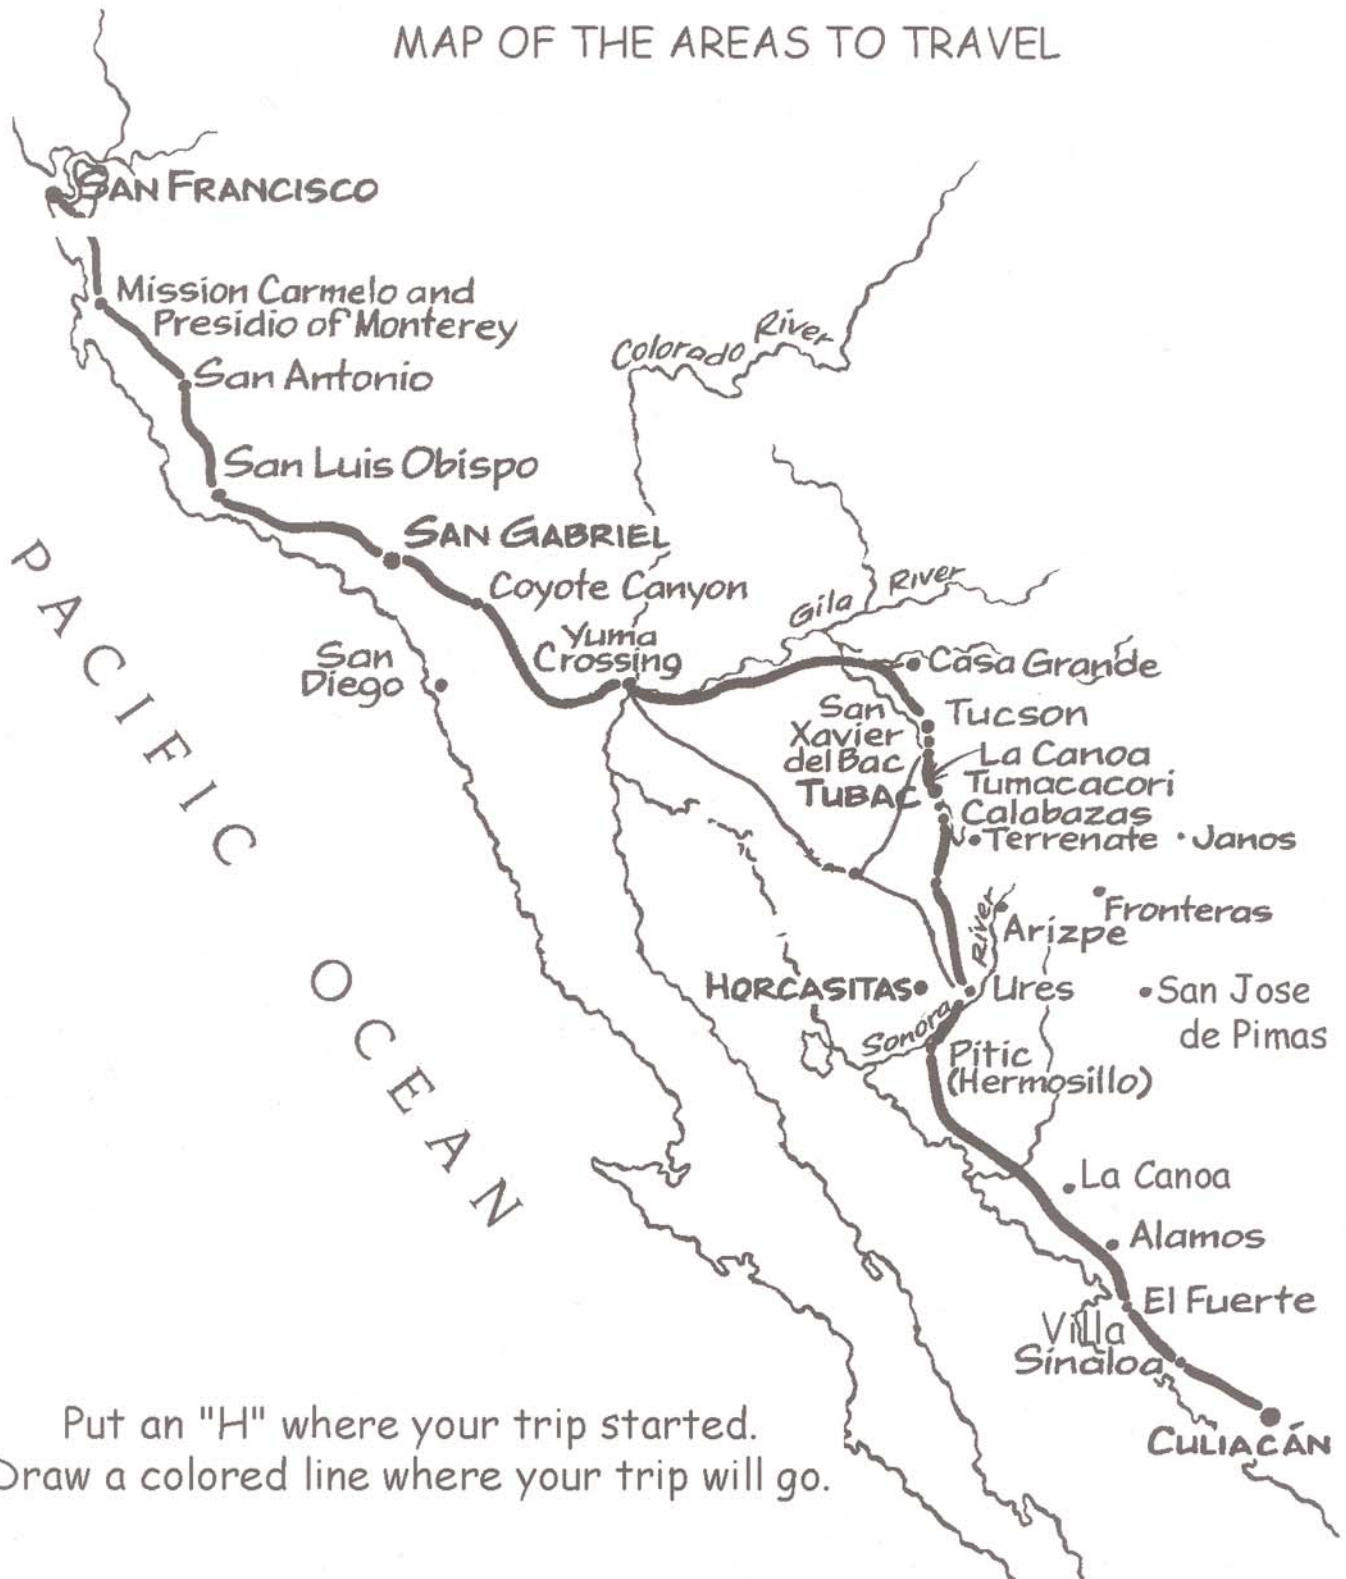 MAP OF THE AREAS TO TRAVEL
SAN FRANCISCO
Mission Carmelo and
Presidio of Monterey
San Antonio
San Luis Obispo
SAN GABRIEL
Coyote Canyon
Yuma
Crossing
San
Diego
Colorado River
Gila River
Casa Grande
Tucson
San
Xavier
del Bac
La Canoa
TUBAC
Tumacacori
Calabazas
Terrenate
Janos
Fronteras
Arizpe
River
HORCASITAS
Ures
San Jose
de Pimas
Sonora
Pitic
(Hermosillo)
La Canoa
Alamos
El Fuerte
Villa
Sinaloa
CULIACÁN
PACIFIC
OCEAN
Put an "H" where your trip started.
Draw a colored line where your trip will go.